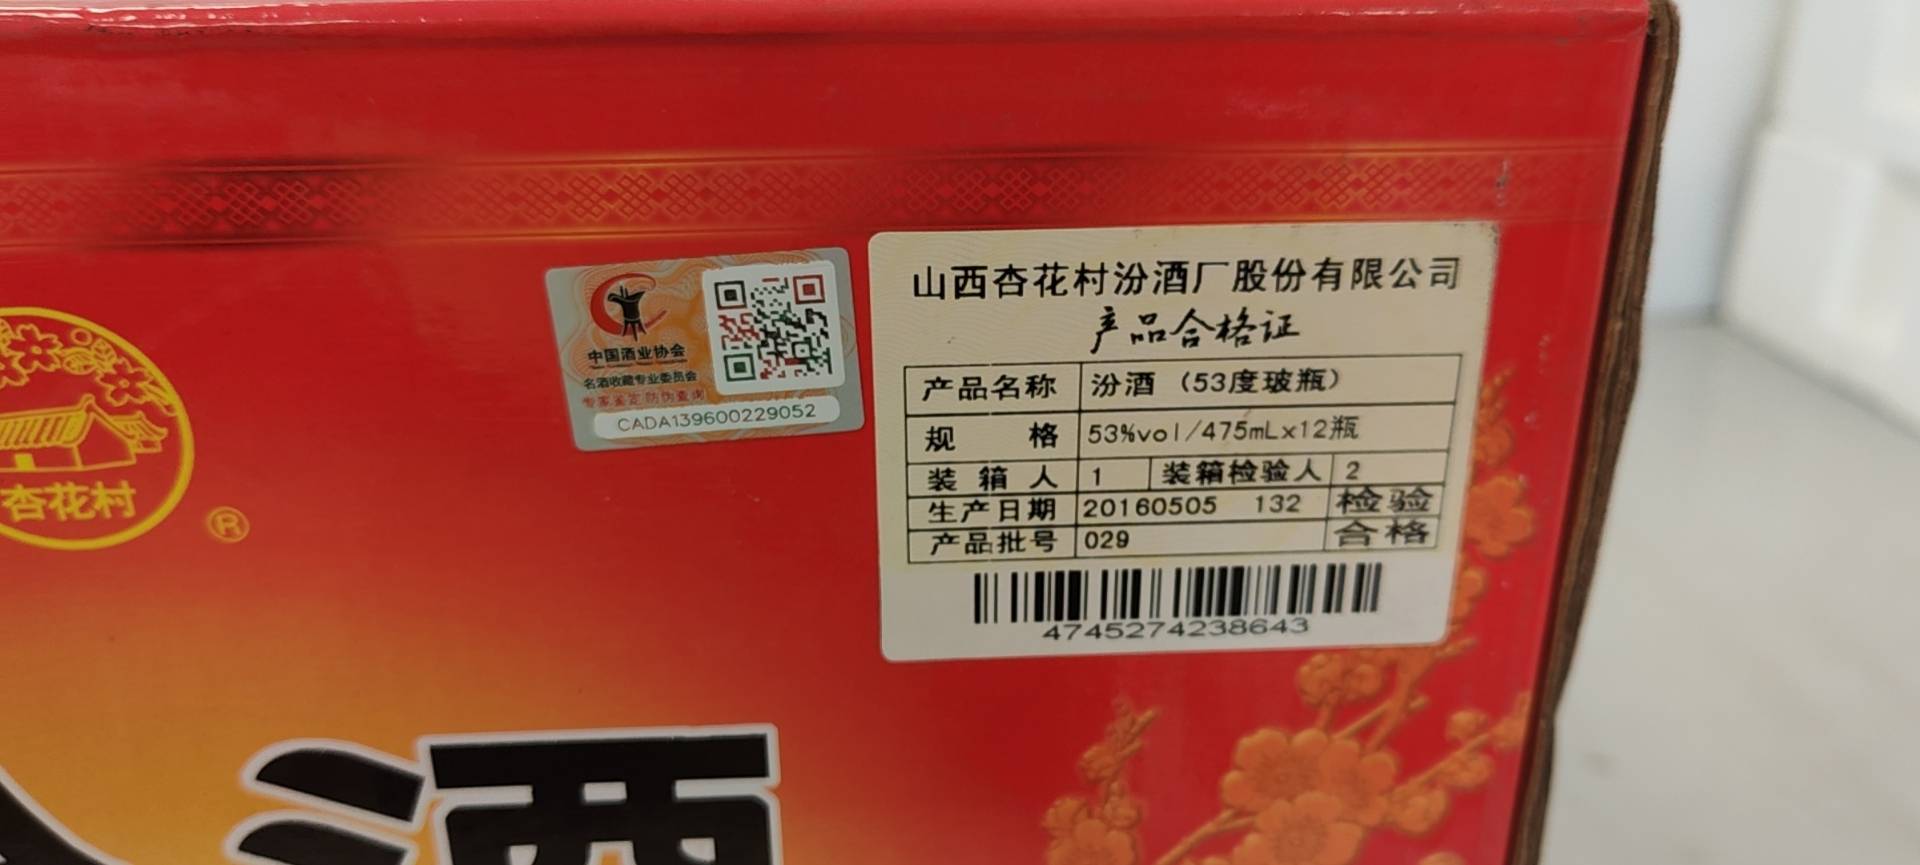 杏花村
®
中国酒业协会
名酒收藏专业委员会
专家鉴定 防伪查询
CADA139600229052
山西杏花村汾酒厂股份有限公司
产品合格证
产品名称 汾酒（53度玻瓶）
规 格 53%vol/475mLx12瓶
装 箱 人 1 装箱检验人 2
生产日期 20160505 132 检验
产品批号 029 合格
4745274238643
酒